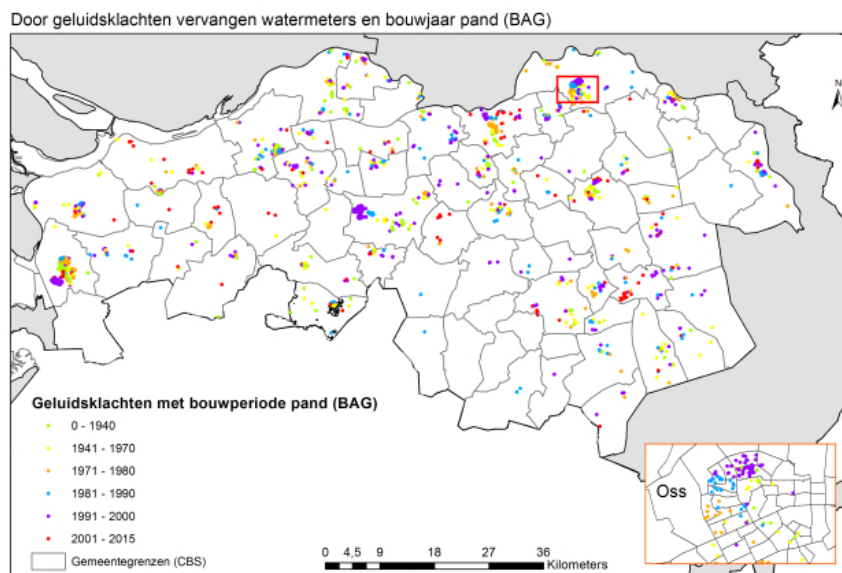 Door geluidsklachten vervangen watermeters en bouwjaar pand (BAG)
N
Geluidsklachten met bouwperiode pand (BAG)
0 - 1940
1941 - 1970
1971 - 1980
1981 - 1990
1991 - 2000
2001 - 2015
Gemeentegrenzen (CBS)
0 4,5 9 18 27 36
Kilometers
Oss